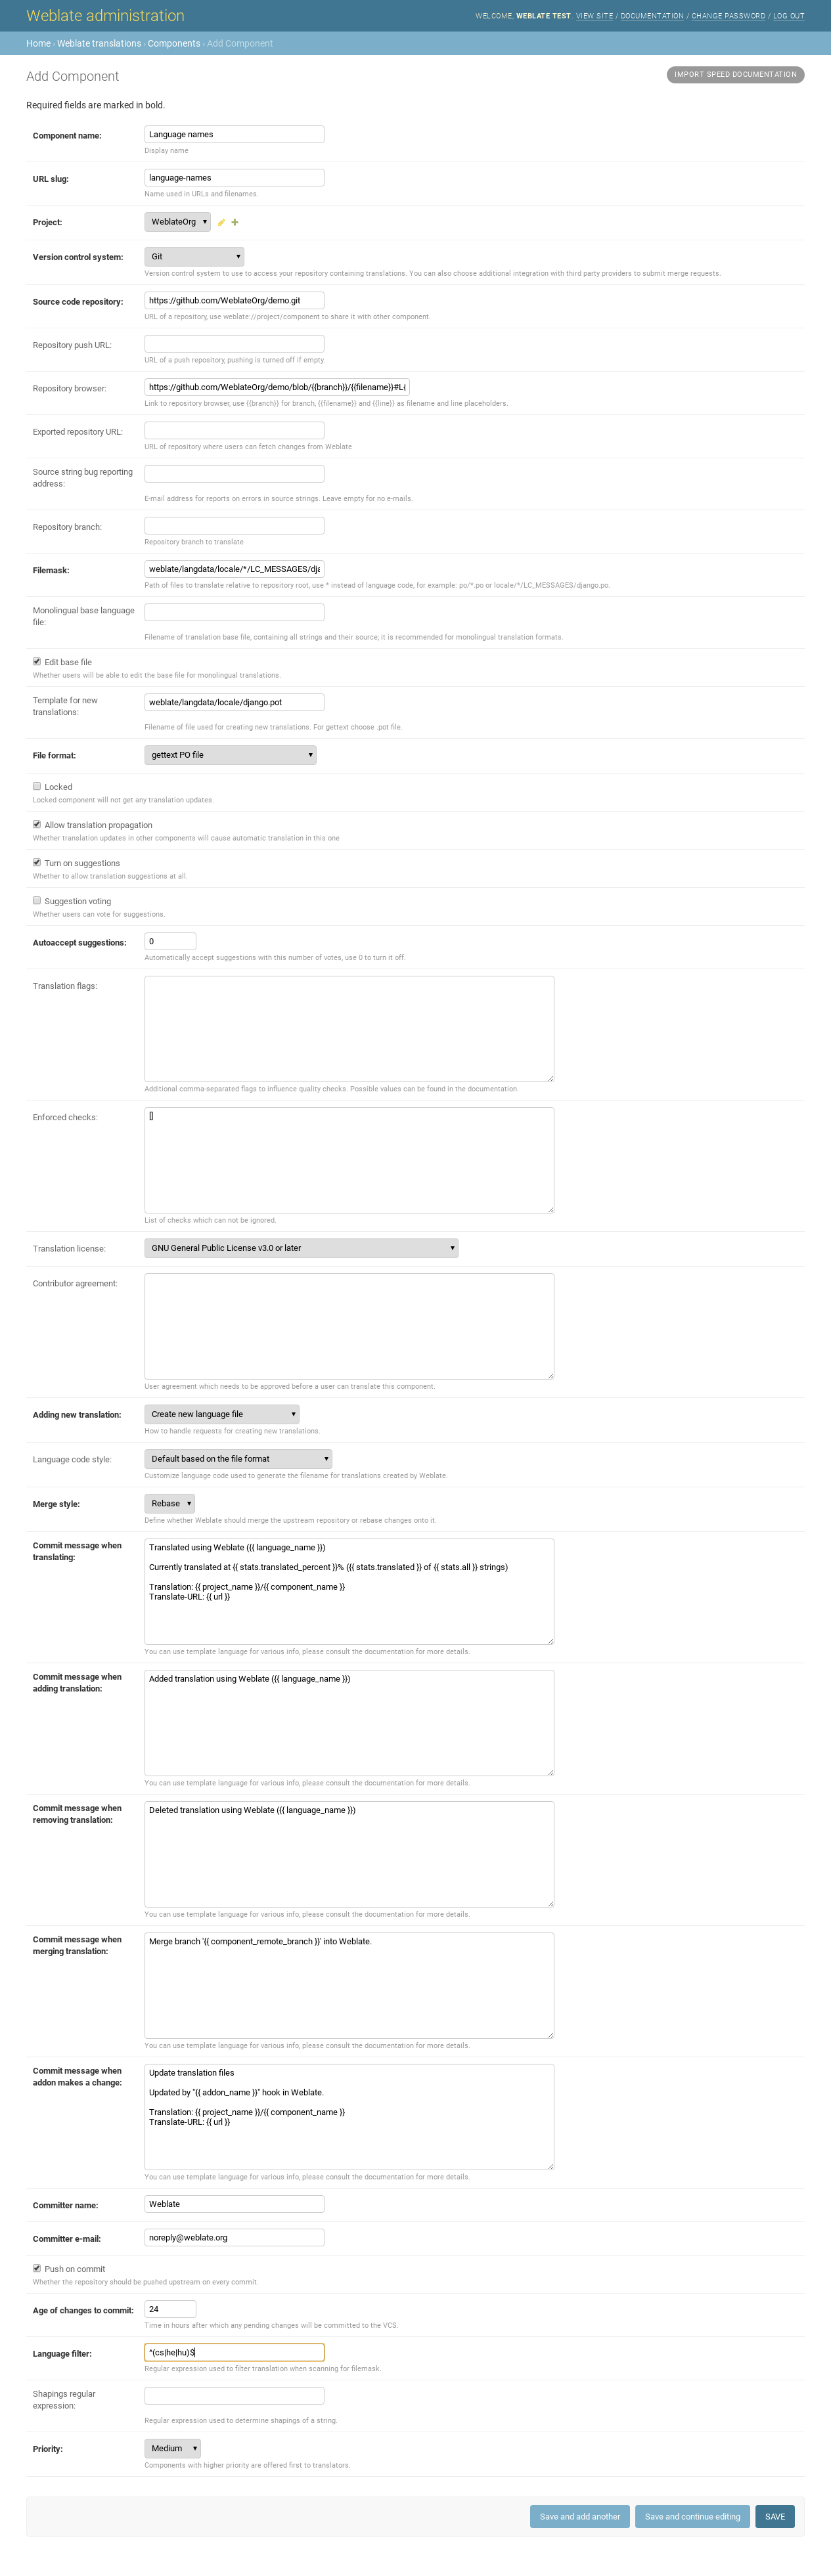 Weblate administration
WELCOME, WEBLATE TEST. VIEW SITE / DOCUMENTATION / CHANGE PASSWORD / LOG OUT
Home › Weblate translations › Components › Add Component
Add Component
IMPORT SPEED DOCUMENTATION
Required fields are marked in bold.
Component name:
Language names
Display name
URL slug:
language-names
Name used in URLs and filenames.
Project:
WeblateOrg
Version control system:
Git
Version control system to use to access your repository containing translations. You can also choose additional integration with third party providers to submit merge requests.
Source code repository:
https://github.com/WeblateOrg/demo.git
URL of a repository, use weblate://project/component to share it with other component.
Repository push URL:
URL of a push repository, pushing is turned off if empty.
Repository browser:
https://github.com/WeblateOrg/demo/blob/{{branch}}/{{filename}}#L{
Link to repository browser, use {{branch}} for branch, {{filename}} and {{line}} as filename and line placeholders.
Exported repository URL:
URL of repository where users can fetch changes from Weblate
Source string bug reporting
address:
E-mail address for reports on errors in source strings. Leave empty for no e-mails.
Repository branch:
Repository branch to translate
Filemask:
weblate/langdata/locale/*/LC_MESSAGES/dja
Path of files to translate relative to repository root, use * instead of language code, for example: po/*.po or locale/*/LC_MESSAGES/django.po.
Monolingual base language
file:
Filename of translation base file, containing all strings and their source; it is recommended for monolingual translation formats.
Edit base file
Whether users will be able to edit the base file for monolingual translations.
Template for new
translations:
weblate/langdata/locale/django.pot
Filename of file used for creating new translations. For gettext choose .pot file.
File format:
gettext PO file
Locked
Locked component will not get any translation updates.
Allow translation propagation
Whether translation updates in other components will cause automatic translation in this one
Turn on suggestions
Whether to allow translation suggestions at all.
Suggestion voting
Whether users can vote for suggestions.
Autoaccept suggestions:
0
Automatically accept suggestions with this number of votes, use 0 to turn it off.
Translation flags:
Additional comma-separated flags to influence quality checks. Possible values can be found in the documentation.
Enforced checks:
[]
List of checks which can not be ignored.
Translation license:
GNU General Public License v3.0 or later
Contributor agreement:
User agreement which needs to be approved before a user can translate this component.
Adding new translation:
Create new language file
How to handle requests for creating new translations.
Language code style:
Default based on the file format
Customize language code used to generate the filename for translations created by Weblate.
Merge style:
Rebase
Define whether Weblate should merge the upstream repository or rebase changes onto it.
Commit message when
translating:
Translated using Weblate ({{ language_name }})
Currently translated at {{ stats.translated_percent }}% ({{ stats.translated }} of {{ stats.all }} strings)
Translation: {{ project_name }}/{{ component_name }}
Translate-URL: {{ url }}
You can use template language for various info, please consult the documentation for more details.
Commit message when
adding translation:
Added translation using Weblate ({{ language_name }})
You can use template language for various info, please consult the documentation for more details.
Commit message when
removing translation:
Deleted translation using Weblate ({{ language_name }})
You can use template language for various info, please consult the documentation for more details.
Commit message when
merging translation:
Merge branch '{{ component_remote_branch }}' into Weblate.
You can use template language for various info, please consult the documentation for more details.
Commit message when
addon makes a change:
Update translation files
Updated by "{{ addon_name }}" hook in Weblate.
Translation: {{ project_name }}/{{ component_name }}
Translate-URL: {{ url }}
You can use template language for various info, please consult the documentation for more details.
Committer name:
Weblate
Committer e-mail:
noreply@weblate.org
Push on commit
Whether the repository should be pushed upstream on every commit.
Age of changes to commit:
24
Time in hours after which any pending changes will be committed to the VCS.
Language filter:
^(cs|he|hu)$
Regular expression used to filter translation when scanning for filemask.
Shapings regular
expression:
Regular expression used to determine shapings of a string.
Priority:
Medium
Components with higher priority are offered first to translators.
Save and add another
Save and continue editing
SAVE